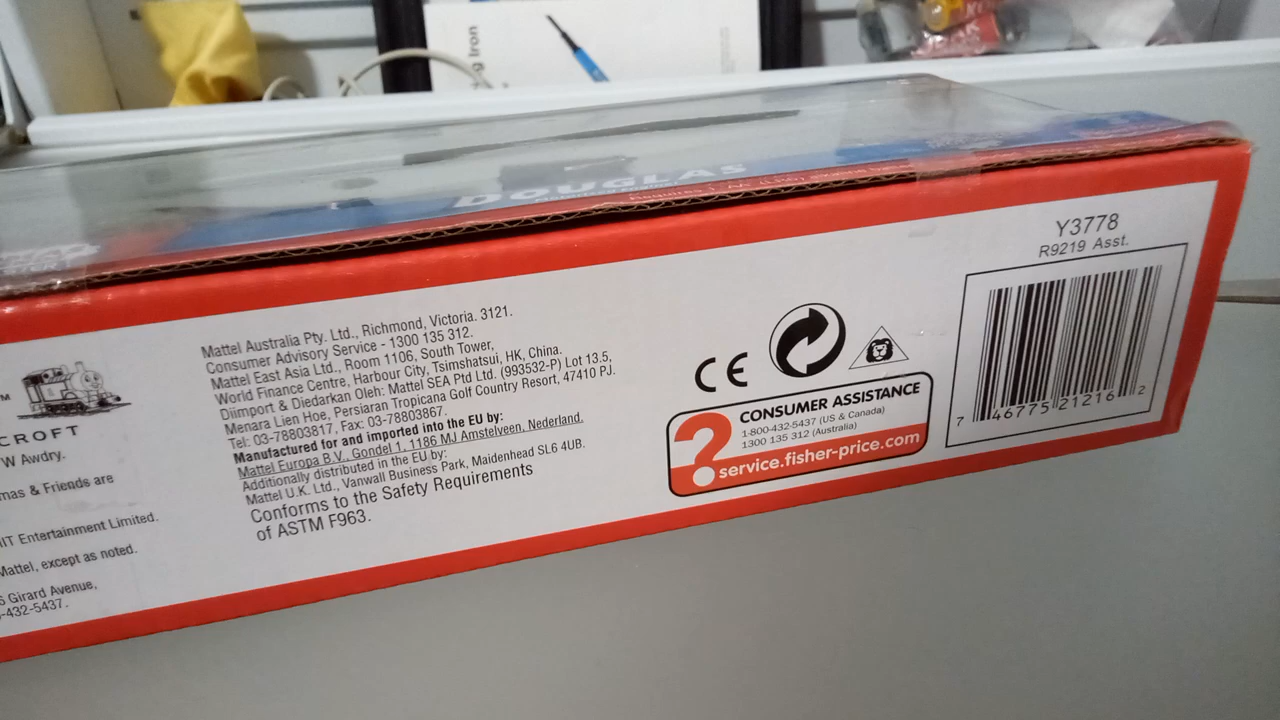 g Iron
DOUGLAS
Y3778
R9219 Asst.
7 46775 21216 2
Mattel Australia Pty. Ltd., Richmond, Victoria. 3121.
Consumer Advisory Service - 1300 135 312.
Mattel East Asia Ltd., Room 1106, South Tower,
World Finance Centre, Harbour City, Tsimshatsui, HK, China.
Diimport & Diedarkan Oleh: Mattel SEA Ptd Ltd. (993532-P) Lot 13.5,
Menara Lien Hoe, Persiaran Tropicana Golf Country Resort, 47410 PJ.
Tel: 03-78803817, Fax: 03-78803867.
Manufactured for and imported into the EU by:
Mattel Europa B.V., Gondel 1, 1186 MJ Amstelveen, Nederland.
Additionally distributed in the EU by:
Mattel U.K. Ltd., Vanwall Business Park, Maidenhead SL6 4UB.
Conforms to the Safety Requirements
of ASTM F963.
CE
CONSUMER ASSISTANCE
1-800-432-5437 (US & Canada)
1300 135 312 (Australia)
?
service.fisher-price.com
TM
CROFT
W Awdry.
mas & Friends are
HIT Entertainment Limited.
Mattel, except as noted.
6 Girard Avenue,
-432-5437.